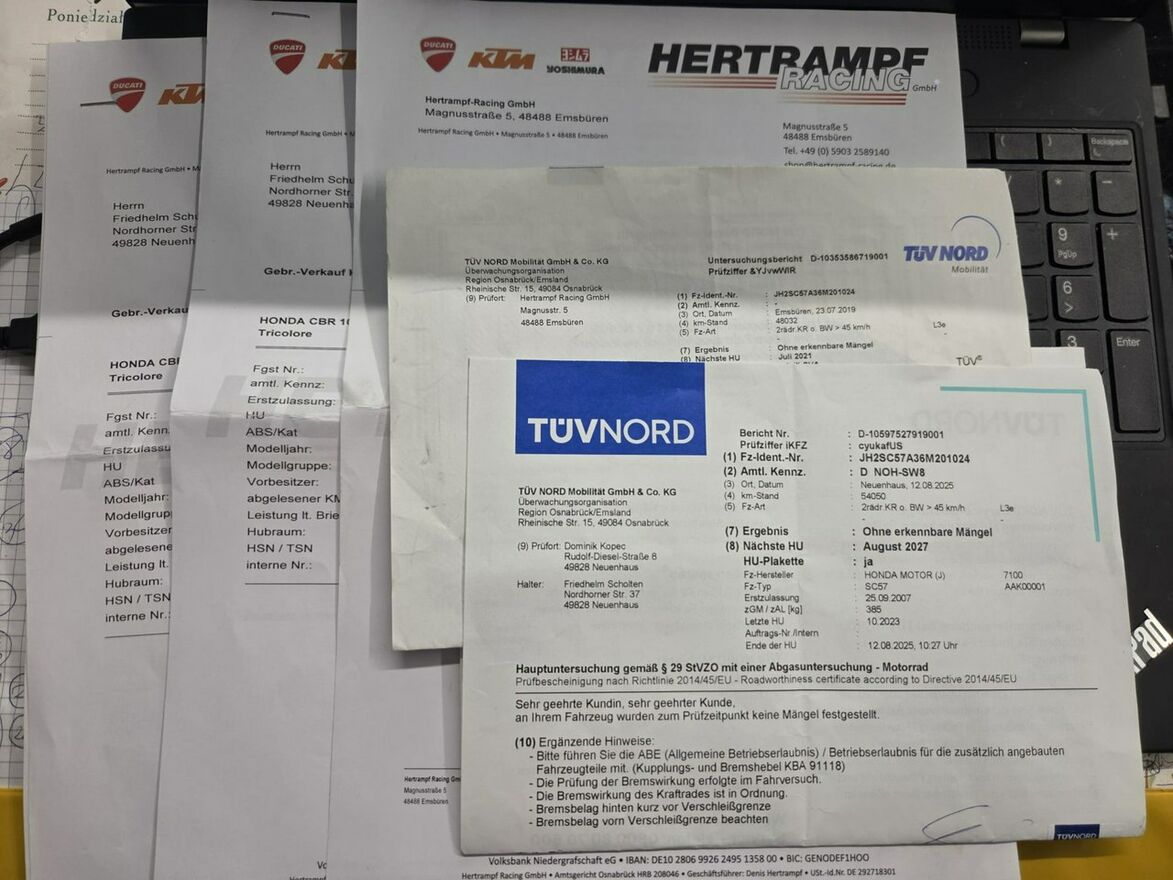 Poniedział
DUCATI
KTM
Hertrampf Racing GmbH • M
Herrn
Friedhelm Sch
Nordhorner Str.
49828 Neuenh
Gebr.-Verkau
HONDA CBR
Tricolore
Fgst Nr.:
amtl. Kenn
Erstzulassu
HU
ABS/Kat
Modelljahr:
Modellgrup
Vorbesitzer
abgelesene
Leistung lt.
Hubraum:
HSN / TSN
interne Nr.:
DUCATI
KT
Hertrampf Racing GmbH • M
Herrn
Friedhelm Schu
Nordhorner Str.
49828 Neuenha
Gebr.-Verkauf
HONDA CBR 10
Tricolore
Fgst Nr.:
amtl. Kennz:
Erstzulassung:
HU
ABS/Kat
Modelljahr:
Modellgruppe:
Vorbesitzer:
abgelesener KM
Leistung lt. Brie
Hubraum:
HSN / TSN
interne Nr.:
DUCATI
KTM
YOSHIMURA
HERTRAMPF
RACING GmbH
Hertrampf-Racing GmbH
Magnusstraße 5, 48488 Emsbüren
Hertrampf Racing GmbH • Magnusstraße 5 • 48488 Emsbüren
Magnusstraße 5
48488 Emsbüren
Tel. +49 (0) 5903 2589140
shop@hertrampf-racing.de
TÜV NORD
Mobilität
TÜV NORD Mobilität GmbH & Co. KG
Überwachungsorganisation
Region Osnabrück/Emsland
Rheinische Str. 15, 49084 Osnabrück
(9) Prüfort: Hertrampf Racing GmbH
Magnusstr. 5
48488 Emsbüren
Untersuchungsbericht D-10353586719001
Prüfziffer &YJvwWIR
(1) Fz-Ident.-Nr. : JH2SC57A36M201024
(2) Amtl. Kennz. : -
(3) Ort, Datum : Emsbüren, 23.07.2019
(4) km-Stand : 48032
(5) Fz-Art : 2rädr.KR o. BW > 45 km/h L3e
(7) Ergebnis : Ohne erkennbare Mängel
(8) Nächste HU : Juli 2021
TÜV®
TÜVNORD
Bericht Nr. : D-10597527919001
Prüfziffer iKFZ : cyukafUS
(1) Fz-Ident.-Nr. : JH2SC57A36M201024
(2) Amtl. Kennz. : D NOH-SW8
(3) Ort, Datum : Neuenhaus, 12.08.2025
(4) km-Stand : 54050
(5) Fz-Art : 2rädr.KR o. BW > 45 km/h L3e
TÜV NORD Mobilität GmbH & Co. KG
Überwachungsorganisation
Region Osnabrück/Emsland
Rheinische Str. 15, 49084 Osnabrück
(9) Prüfort: Dominik Kopec
Rudolf-Diesel-Straße 8
49828 Neuenhaus
Halter: Friedhelm Scholten
Nordhorner Str. 37
49828 Neuenhaus
(7) Ergebnis : Ohne erkennbare Mängel
(8) Nächste HU : August 2027
HU-Plakette : ja
Fz-Hersteller : HONDA MOTOR (J) 7100
Fz-Typ : SC57 AAK00001
Erstzulassung : 25.09.2007
zGM / zAL [kg] : 385
Letzte HU : 10.2023
Auftrags-Nr./Intern :
Ende der HU : 12.08.2025, 10:27 Uhr
Hauptuntersuchung gemäß § 29 StVZO mit einer Abgasuntersuchung - Motorrad
Prüfbescheinigung nach Richtlinie 2014/45/EU - Roadworthiness certificate according to Directive 2014/45/EU
Sehr geehrte Kundin, sehr geehrter Kunde,
an Ihrem Fahrzeug wurden zum Prüfzeitpunkt keine Mängel festgestellt.
(10) Ergänzende Hinweise:
- Bitte führen Sie die ABE (Allgemeine Betriebserlaubnis) / Betriebserlaubnis für die zusätzlich angebauten
Fahrzeugteile mit. (Kupplungs- und Bremshebel KBA 91118)
- Die Prüfung der Bremswirkung erfolgte im Fahrversuch.
- Die Bremswirkung des Kraftrades ist in Ordnung.
- Bremsbelag hinten kurz vor Verschleißgrenze
- Bremsbelag vorn Verschleißgrenze beachten
TÜVNORD
Hertrampf Racing Gm
Magnusstraße 5
48488 Emsbüren
Volksbank Niedergrafschaft eG • IBAN: DE10 2806 9926 2495 1358 00 • BIC: GENODEF1HOO
Hertrampf Racing GmbH • Amtsgericht Osnabrück HRB 208046 • Geschäftsführer: Denis Hertrampf • USt.-Id.Nr. DE 292718301
Backspace
9
PgUp
6
3
Enter
Pad